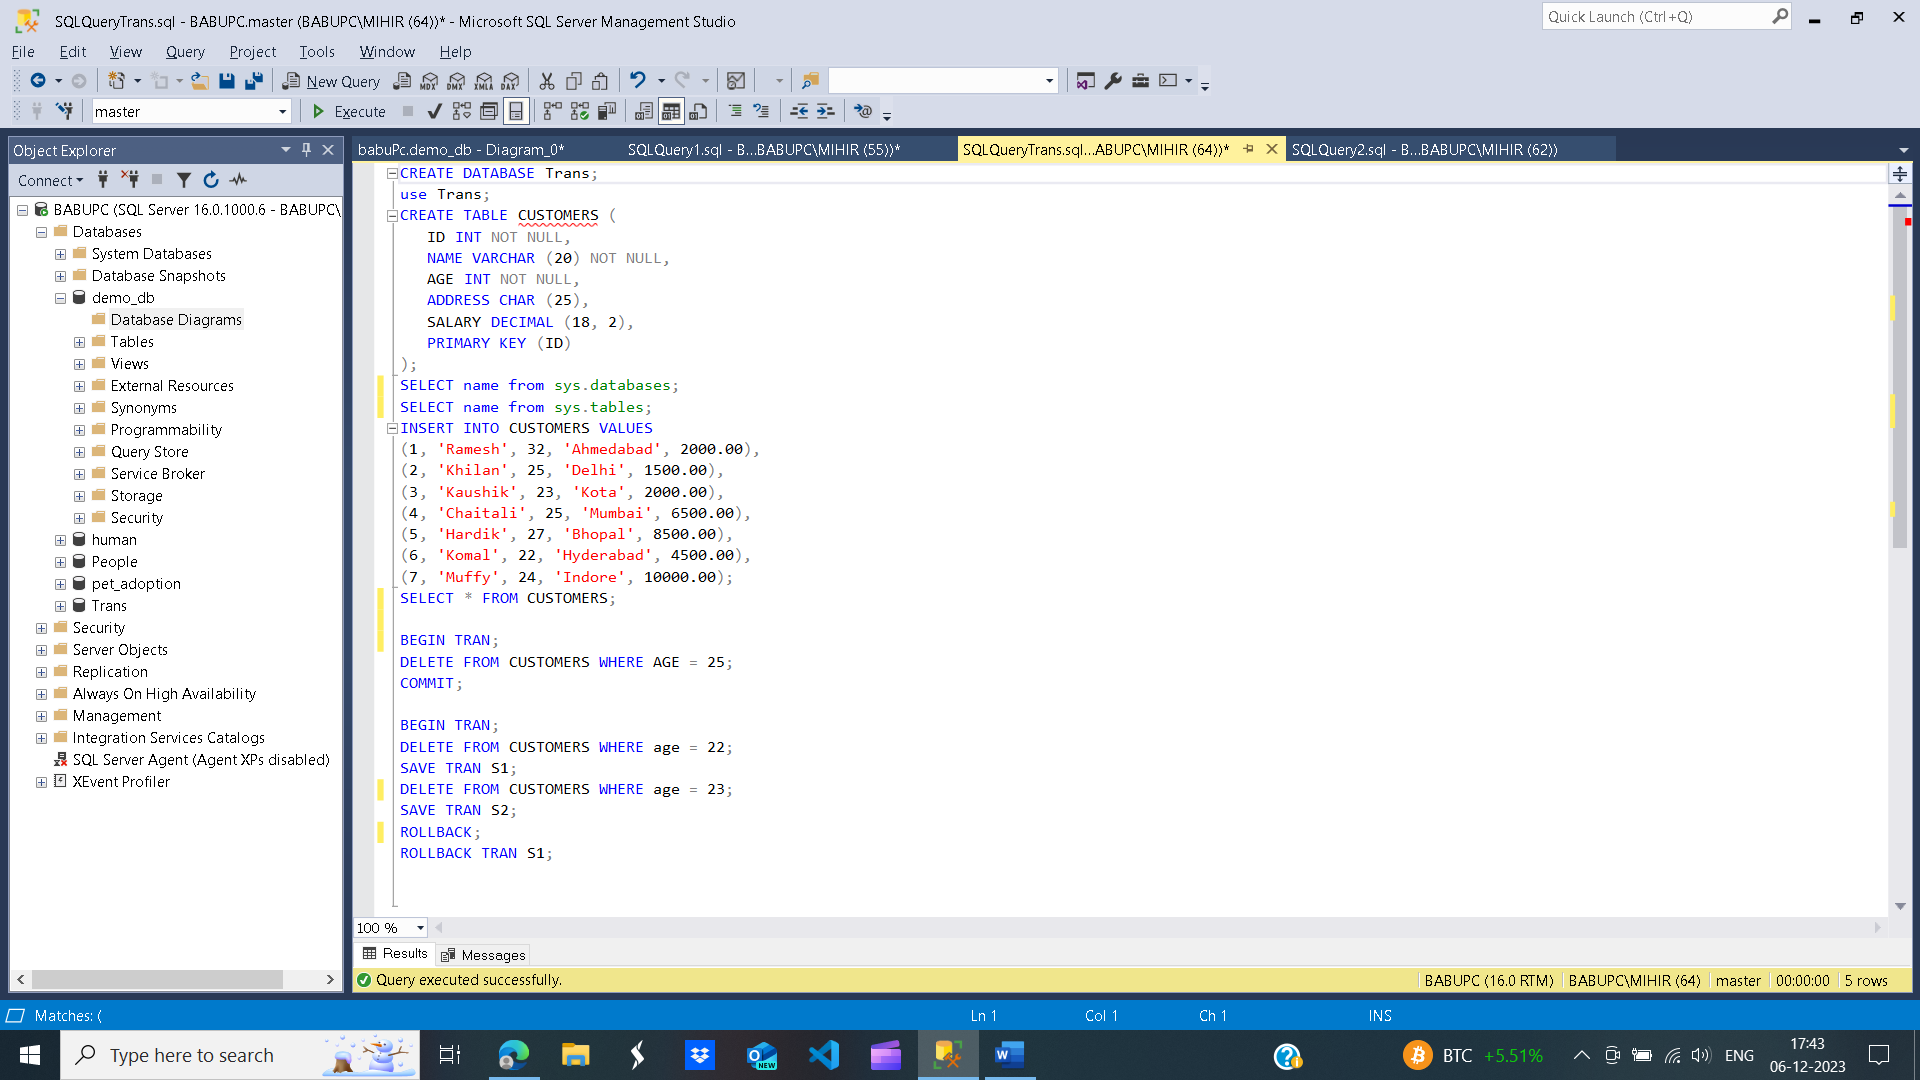 SQLQueryTrans.sql - BABUPC.master (BABUPC\MIHIR (64))* - Microsoft SQL Server Management Studio
Quick Launch (Ctrl+Q)
File Edit View Query Project Tools Window Help
New Query MDX DMX XMLA DAX
master Execute
Object Explorer
Connect
BABUPC (SQL Server 16.0.1000.6 - BABUPC\
Databases
System Databases
Database Snapshots
demo_db
Database Diagrams
Tables
Views
External Resources
Synonyms
Programmability
Query Store
Service Broker
Storage
Security
human
People
pet_adoption
Trans
Security
Server Objects
Replication
Always On High Availability
Management
Integration Services Catalogs
SQL Server Agent (Agent XPs disabled)
XEvent Profiler
babuPc.demo_db - Diagram_0* SQLQuery1.sql - B...BABUPC\MIHIR (55))* SQLQueryTrans.sql...ABUPC\MIHIR (64))* SQLQuery2.sql - B...BABUPC\MIHIR (62))
CREATE DATABASE Trans;
use Trans;
CREATE TABLE CUSTOMERS (
ID INT NOT NULL,
NAME VARCHAR (20) NOT NULL,
AGE INT NOT NULL,
ADDRESS CHAR (25),
SALARY DECIMAL (18, 2),
PRIMARY KEY (ID)
);
SELECT name from sys.databases;
SELECT name from sys.tables;
INSERT INTO CUSTOMERS VALUES
(1, 'Ramesh', 32, 'Ahmedabad', 2000.00),
(2, 'Khilan', 25, 'Delhi', 1500.00),
(3, 'Kaushik', 23, 'Kota', 2000.00),
(4, 'Chaitali', 25, 'Mumbai', 6500.00),
(5, 'Hardik', 27, 'Bhopal', 8500.00),
(6, 'Komal', 22, 'Hyderabad', 4500.00),
(7, 'Muffy', 24, 'Indore', 10000.00);
SELECT * FROM CUSTOMERS;
BEGIN TRAN;
DELETE FROM CUSTOMERS WHERE AGE = 25;
COMMIT;
BEGIN TRAN;
DELETE FROM CUSTOMERS WHERE age = 22;
SAVE TRAN S1;
DELETE FROM CUSTOMERS WHERE age = 23;
SAVE TRAN S2;
ROLLBACK;
ROLLBACK TRAN S1;
100 %
Results Messages
Query executed successfully. BABUPC (16.0 RTM) BABUPC\MIHIR (64) master 00:00:00 5 rows
Matches: ( Ln 1 Col 1 Ch 1 INS
Type here to search NEW BTC +5.51% ENG 17:43
06-12-2023